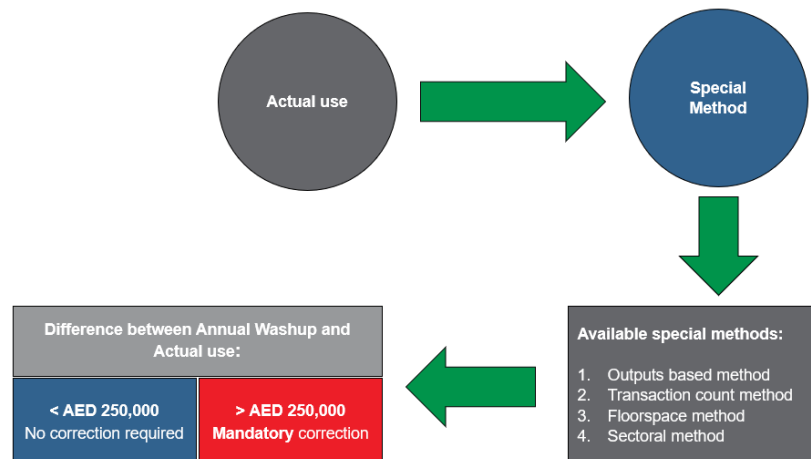 Actual use
Special
Method
Available special methods:
1. Outputs based method
2. Transaction count method
3. Floorspace method
4. Sectoral method
Difference between Annual Washup and
Actual use:
< AED 250,000
No correction required
> AED 250,000
Mandatory correction